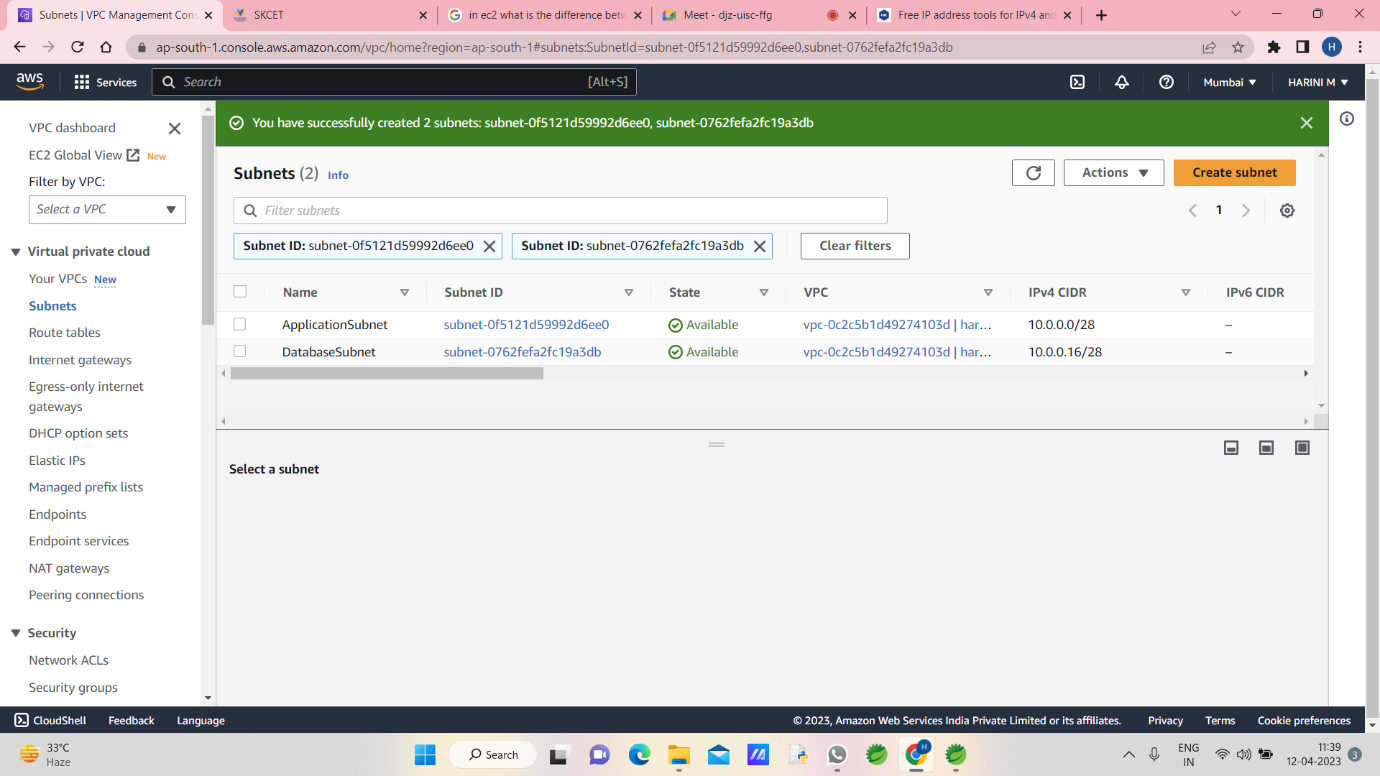 Subnets | VPC Management Con
SKCET
in ec2 what is the difference betw
Meet - djz-uisc-ffg
Free IP address tools for IPv4 and
ap-south-1.console.aws.amazon.com/vpc/home?region=ap-south-1#subnets:SubnetId=subnet-0f5121d59992d6ee0,subnet-0762fefa2fc19a3db
H
aws
Services
Search
[Alt+S]
Mumbai
HARINI M
VPC dashboard
EC2 Global View
New
Filter by VPC:
Select a VPC
Virtual private cloud
Your VPCs New
Subnets
Route tables
Internet gateways
Egress-only internet
gateways
DHCP option sets
Elastic IPs
Managed prefix lists
Endpoints
Endpoint services
NAT gateways
Peering connections
Security
Network ACLs
Security groups
You have successfully created 2 subnets: subnet-0f5121d59992d6ee0, subnet-0762fefa2fc19a3db
Subnets (2) Info
Actions
Create subnet
Filter subnets
1
Subnet ID: subnet-0f5121d59992d6ee0
Subnet ID: subnet-0762fefa2fc19a3db
Clear filters
Name Subnet ID State VPC IPv4 CIDR IPv6 CIDR
ApplicationSubnet subnet-0f5121d59992d6ee0 Available vpc-0c2c5b1d49274103d | har... 10.0.0.0/28 –
DatabaseSubnet subnet-0762fefa2fc19a3db Available vpc-0c2c5b1d49274103d | har... 10.0.0.16/28 –
Select a subnet
CloudShell Feedback Language
© 2023, Amazon Web Services India Private Limited or its affiliates. Privacy Terms Cookie preferences
33°C
Haze
Search
H
ENG
IN
11:39
12-04-2023
3